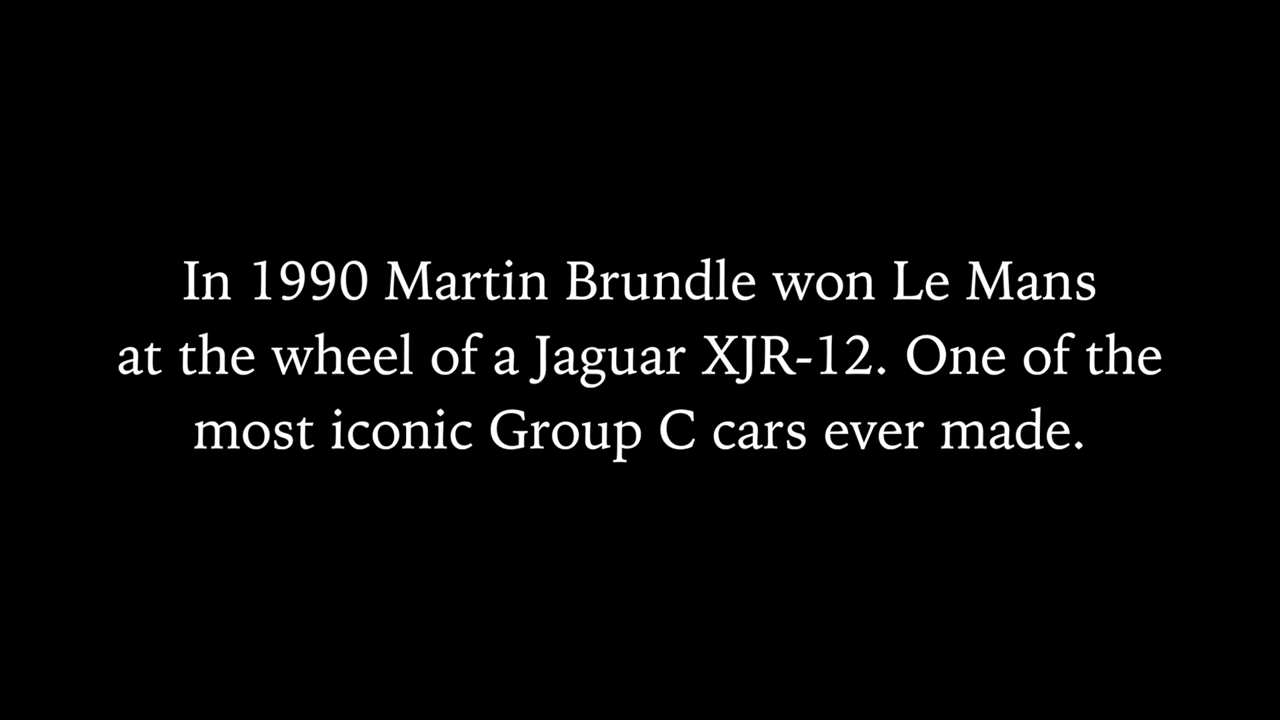 In 1990 Martin Brundle won Le Mans
at the wheel of a Jaguar XJR-12. One of the
most iconic Group C cars ever made.